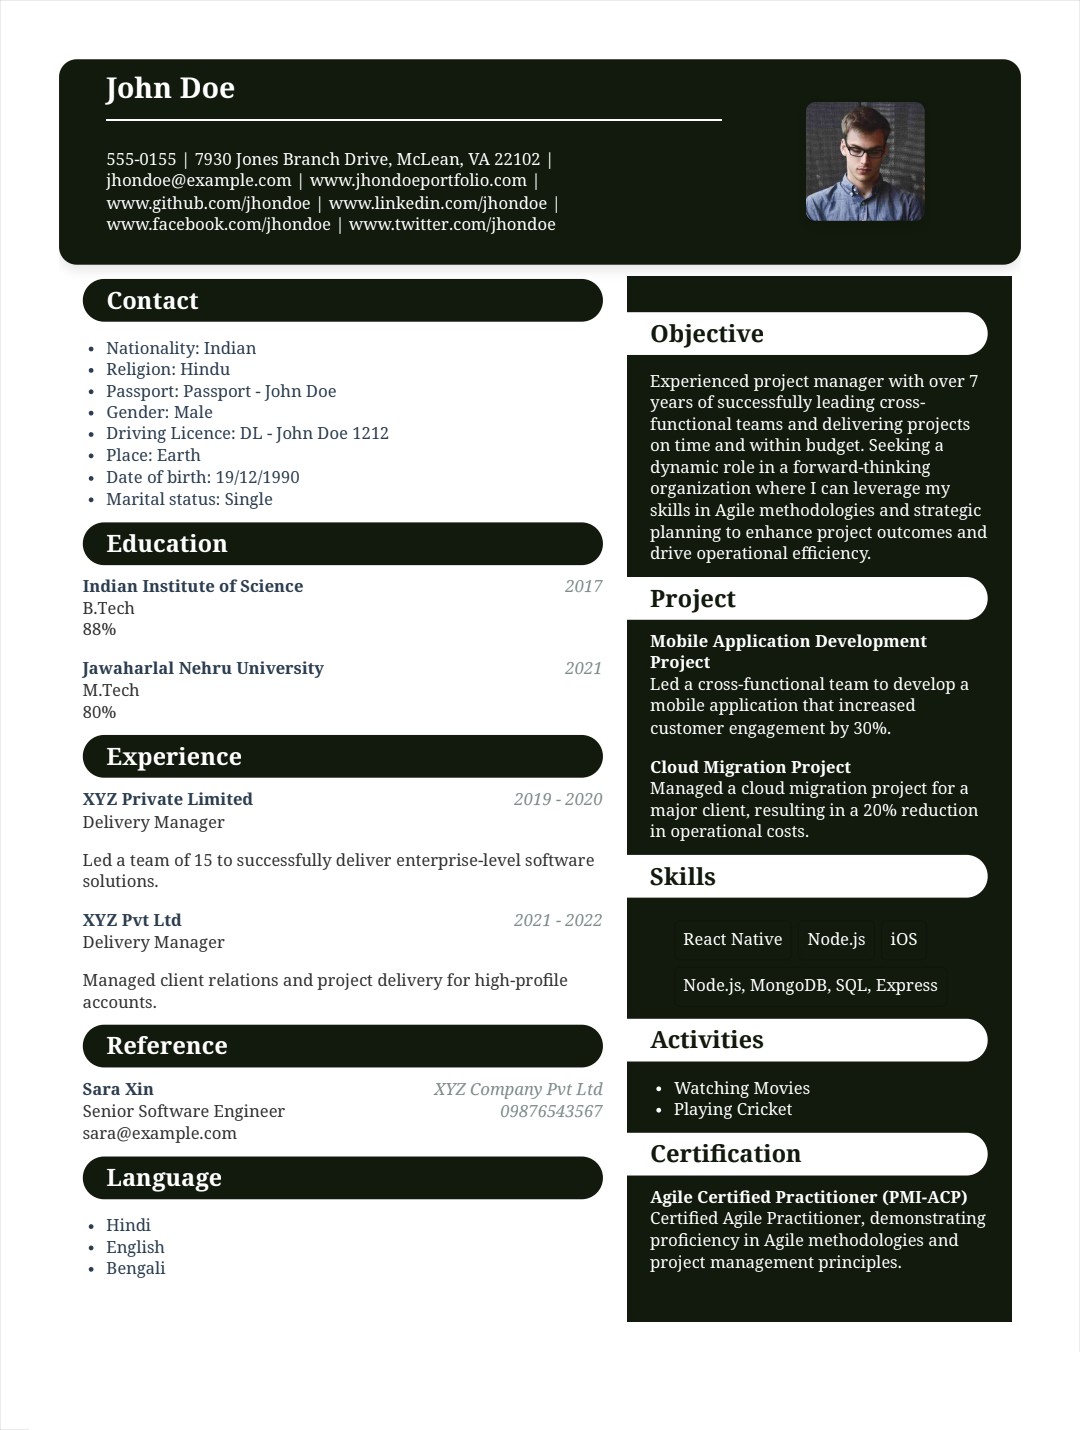 John Doe
555-0155 | 7930 Jones Branch Drive, McLean, VA 22102 |
jhondoe@example.com | www.jhondoeportfolio.com |
www.github.com/jhondoe | www.linkedin.com/jhondoe |
www.facebook.com/jhondoe | www.twitter.com/jhondoe
Contact
• Nationality: Indian
• Religion: Hindu
• Passport: Passport - John Doe
• Gender: Male
• Driving Licence: DL - John Doe 1212
• Place: Earth
• Date of birth: 19/12/1990
• Marital status: Single
Education
Indian Institute of Science 2017
B.Tech
88%
Jawaharlal Nehru University 2021
M.Tech
80%
Experience
XYZ Private Limited 2019 - 2020
Delivery Manager
Led a team of 15 to successfully deliver enterprise-level software
solutions.
XYZ Pvt Ltd 2021 - 2022
Delivery Manager
Managed client relations and project delivery for high-profile
accounts.
Reference
Sara Xin XYZ Company Pvt Ltd
Senior Software Engineer 09876543567
sara@example.com
Language
• Hindi
• English
• Bengali
Objective
Experienced project manager with over 7
years of successfully leading cross-
functional teams and delivering projects
on time and within budget. Seeking a
dynamic role in a forward-thinking
organization where I can leverage my
skills in Agile methodologies and strategic
planning to enhance project outcomes and
drive operational efficiency.
Project
Mobile Application Development
Project
Led a cross-functional team to develop a
mobile application that increased
customer engagement by 30%.
Cloud Migration Project
Managed a cloud migration project for a
major client, resulting in a 20% reduction
in operational costs.
Skills
React Native Node.js iOS
Node.js, MongoDB, SQL, Express
Activities
• Watching Movies
• Playing Cricket
Certification
Agile Certified Practitioner (PMI-ACP)
Certified Agile Practitioner, demonstrating
proficiency in Agile methodologies and
project management principles.